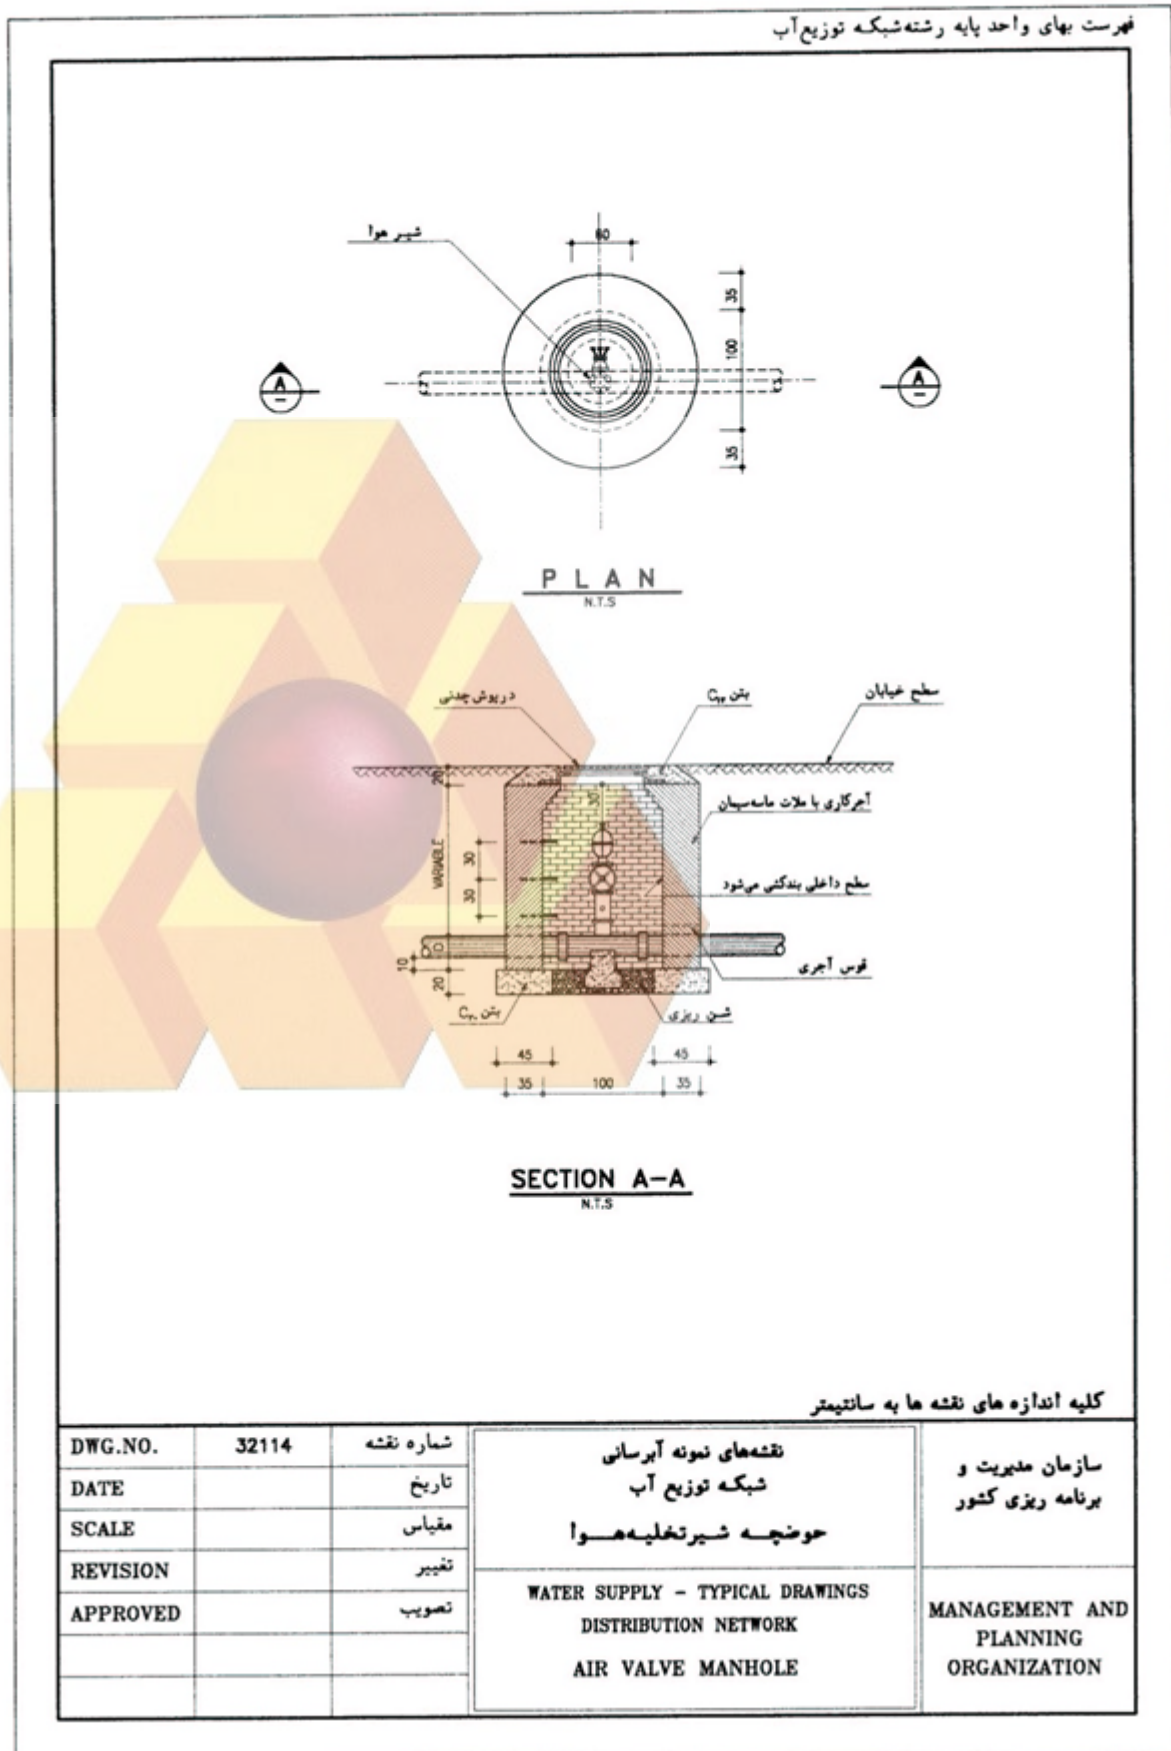 فهرست بهای واحد پایه رشته شبکه توزیع آب
شیر هوا
60
35
100
35
A
A
PLAN
N.T.S
درپوش چدنی
بتن C۲۰
سطح خیابان
20
30
آجرکاری با ملات ماسه سیمان
VARIABLE
30
30
سطح داخلی بندکشی می‌شود
D
10
قوس آجری
20
بتن C۲۰
شن ریزی
45
45
35
100
35
SECTION A-A
N.T.S
کلیه اندازه های نقشه ها به سانتیمتر
DWG.NO. 32114 شماره نقشه
DATE تاریخ
SCALE مقیاس
REVISION تغییر
APPROVED تصویب
نقشه‌های نمونه آبرسانی
شبکه توزیع آب
حوضچه شیرتخلیه هوا
WATER SUPPLY - TYPICAL DRAWINGS
DISTRIBUTION NETWORK
AIR VALVE MANHOLE
سازمان مدیریت و
برنامه ریزی کشور
MANAGEMENT AND
PLANNING
ORGANIZATION